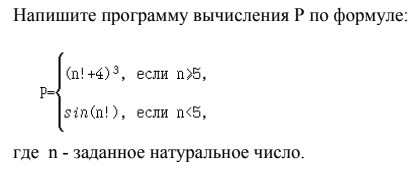 Напишите программу вычисления P по формуле:
(n!+4)³, если n>5,
P=
sin(n!), если n<5,
где n - заданное натуральное число.